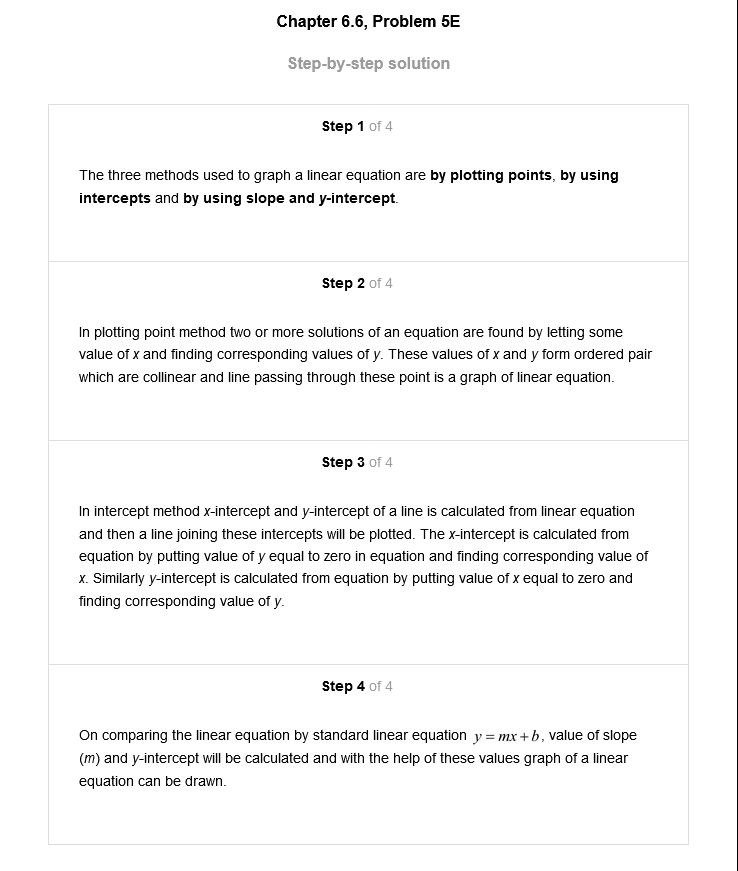 Chapter 6.6, Problem 5E
Step-by-step solution
Step 1 of 4
The three methods used to graph a linear equation are by plotting points, by using
intercepts and by using slope and y-intercept.
Step 2 of 4
In plotting point method two or more solutions of an equation are found by letting some
value of x and finding corresponding values of y. These values of x and y form ordered pair
which are collinear and line passing through these point is a graph of linear equation.
Step 3 of 4
In intercept method x-intercept and y-intercept of a line is calculated from linear equation
and then a line joining these intercepts will be plotted. The x-intercept is calculated from
equation by putting value of y equal to zero in equation and finding corresponding value of
x. Similarly y-intercept is calculated from equation by putting value of x equal to zero and
finding corresponding value of y.
Step 4 of 4
On comparing the linear equation by standard linear equation y = mx + b, value of slope
(m) and y-intercept will be calculated and with the help of these values graph of a linear
equation can be drawn.